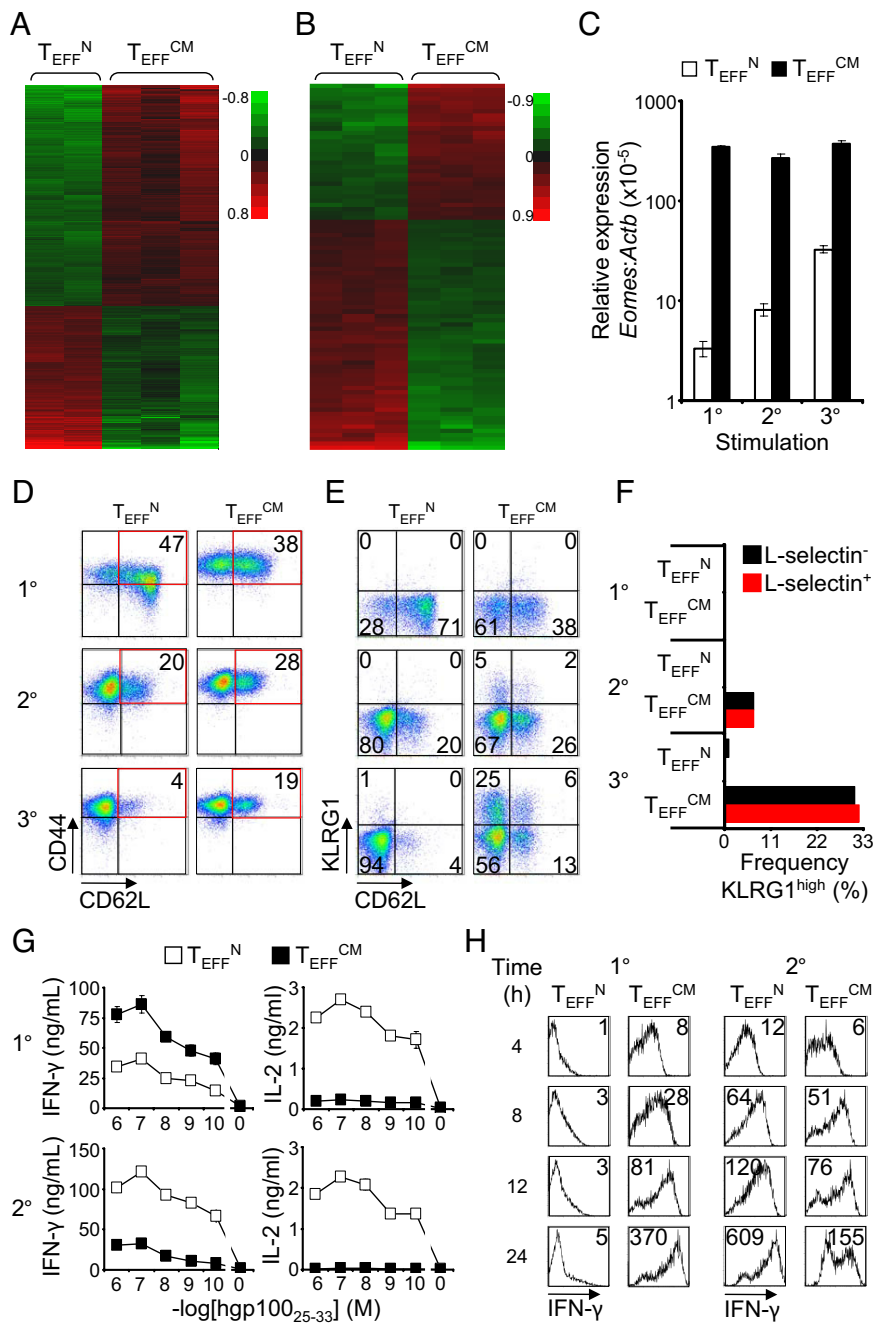 A
T_EFF^N T_EFF^CM
-0.8
0
0.8
B
T_EFF^N T_EFF^CM
-0.9
0
0.9
C
T_EFF^N T_EFF^CM
Relative expression
Eomes:Actb (x10^-5)
1000
100
10
1
1° 2° 3°
Stimulation
D
T_EFF^N T_EFF^CM
1°
47 38
2°
20 28
3°
4 19
CD44
CD62L
E
T_EFF^N T_EFF^CM
0 0 0 0
28 71 61 38
0 0 5 2
80 20 67 26
1 0 25 6
94 4 56 13
KLRG1
CD62L
F
L-selectin^-
L-selectin^+
1°
T_EFF^N
T_EFF^CM
2°
T_EFF^N
T_EFF^CM
3°
T_EFF^N
T_EFF^CM
0 11 22 33
Frequency
KLRG1^high (%)
G
T_EFF^N T_EFF^CM
1°
IFN-γ (ng/mL)
100
75
50
25
0
6 7 8 9 10 0
IL-2 (ng/ml)
3
2
1
0
6 7 8 9 10 0
2°
IFN-γ (ng/mL)
150
100
50
0
6 7 8 9 10 0
IL-2 (ng/ml)
3
2
1
0
6 7 8 9 10 0
-log[hgp100_25-33] (M)
H
Time
(h)
1° 2°
T_EFF^N T_EFF^CM T_EFF^N T_EFF^CM
4 1 8 12 6
8 3 28 64 51
12 3 81 120 76
24 5 370 609 155
IFN-γ IFN-γ